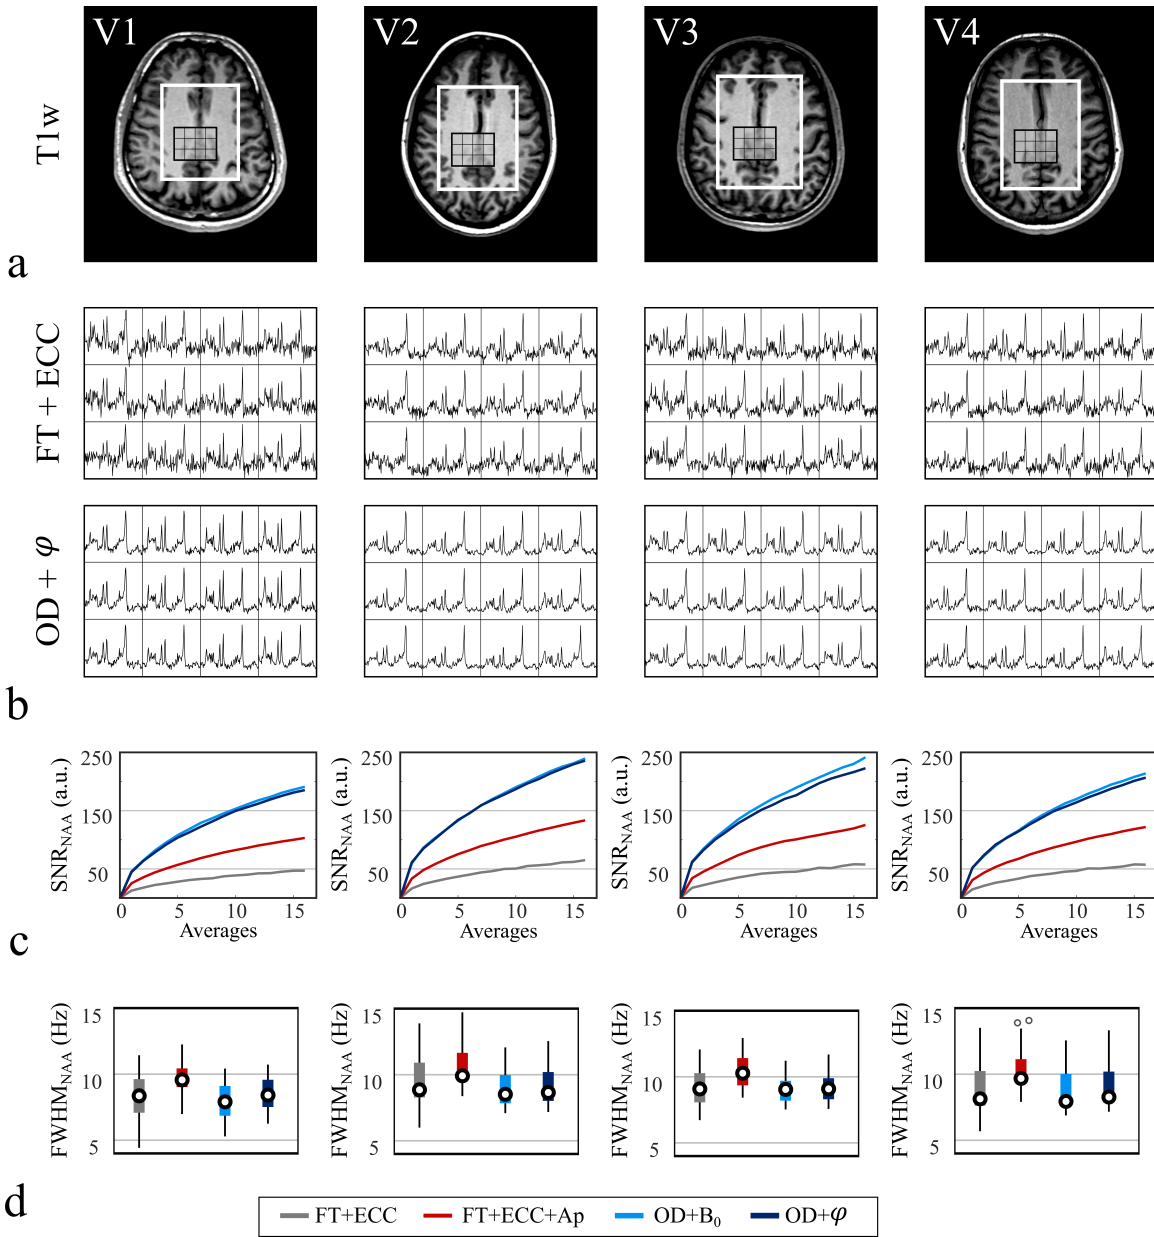 V1 V2 V3 V4
T1w
a
FT + ECC
OD + φ
b
SNR_NAA (a.u.) SNR_NAA (a.u.) SNR_NAA (a.u.) SNR_NAA (a.u.)
250 250 250 250
150 150 150 150
50 50 50 50
0 5 10 15 0 5 10 15 0 5 10 15 0 5 10 15
Averages Averages Averages Averages
c
FWHM_NAA (Hz) FWHM_NAA (Hz) FWHM_NAA (Hz) FWHM_NAA (Hz)
15 15 15 15
10 10 10 10
5 5 5 5
d
FT+ECC FT+ECC+Ap OD+B₀ OD+φ